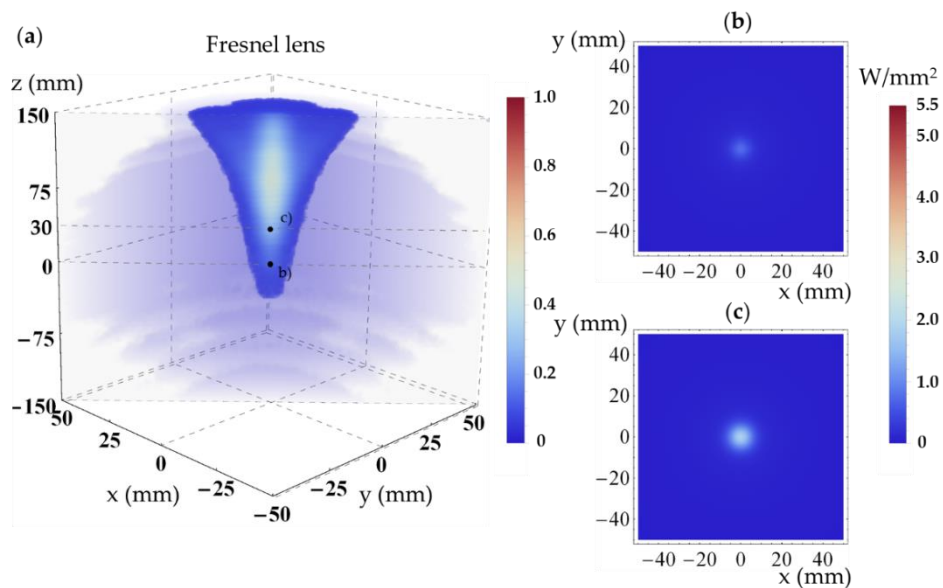 (a)
Fresnel lens
z (mm)
150
75
30
0
−75
−150
50
25
0
−25
−50
x (mm)
−25
0
25
50
y (mm)
c)
b)
1.0
0.8
0.6
0.4
0.2
0
(b)
y (mm)
40
20
0
−20
−40
−40 −20 0 20 40
x (mm)
W/mm2
5.5
5.0
4.0
3.0
2.0
1.0
0
(c)
y (mm)
40
20
0
−20
−40
−40 −20 0 20 40
x (mm)